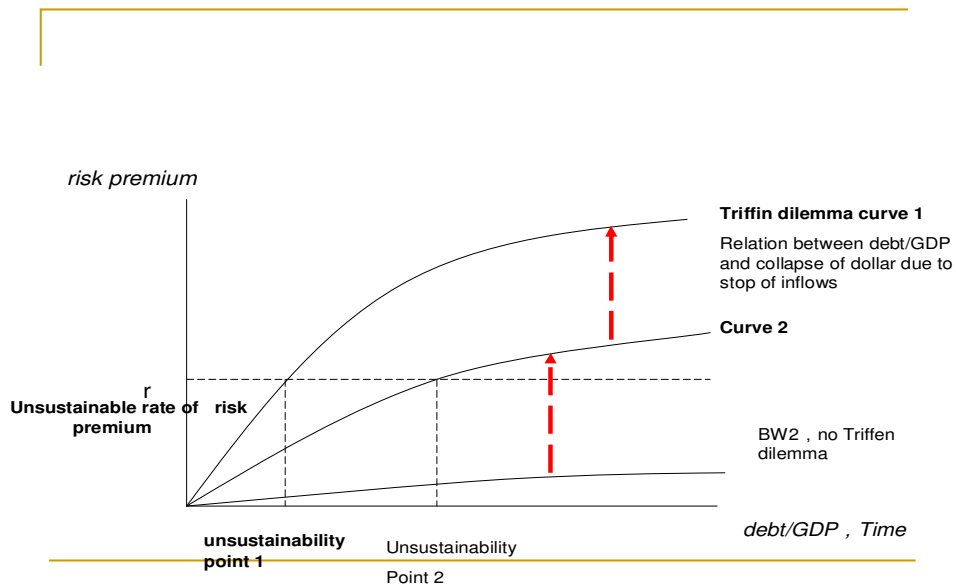 risk premium
Triffin dilemma curve 1
Relation between debt/GDP
and collapse of dollar due to
stop of inflows
Curve 2
r
Unsustainable rate of risk
premium
BW2 , no Triffen
dilemma
debt/GDP , Time
unsustainability
point 1
Unsustainability
Point 2